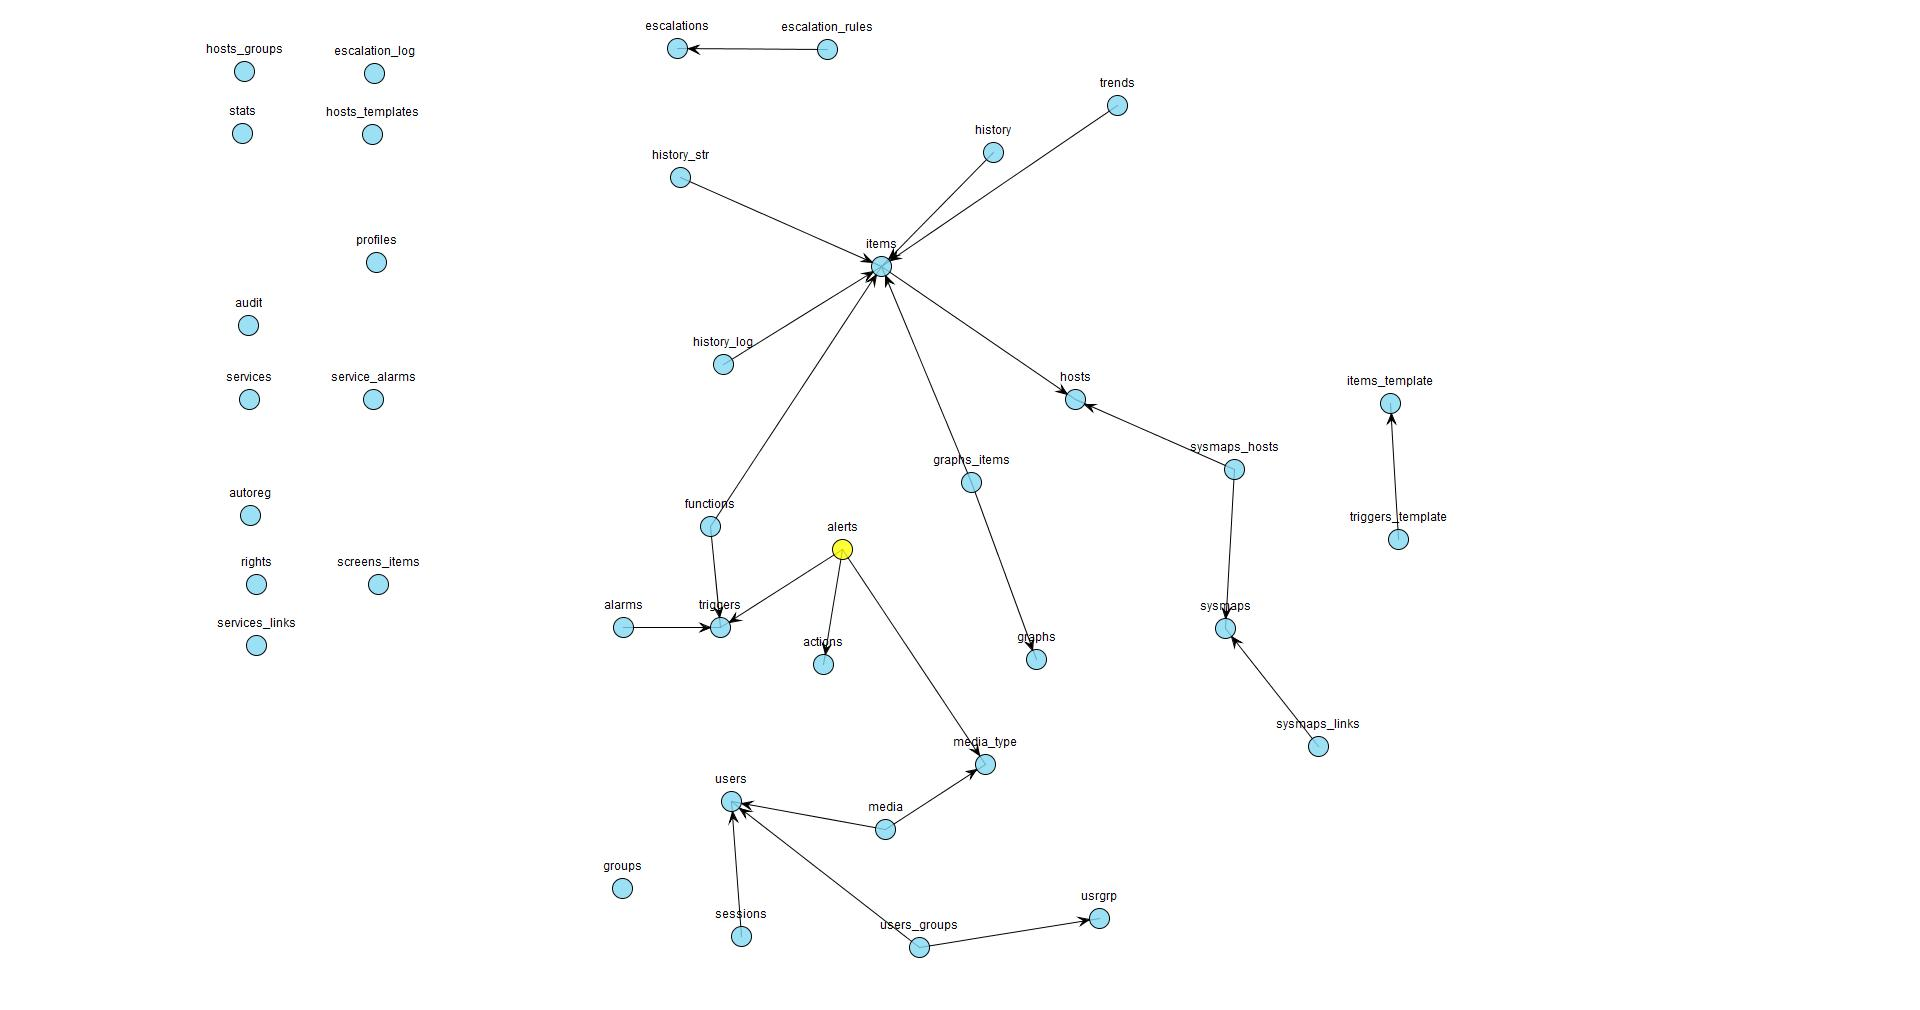 escalations
escalation_rules
hosts_groups
escalation_log
trends
stats
hosts_templates
history
history_str
profiles
items
audit
history_log
services
service_alarms
hosts
items_template
sysmaps_hosts
graphs_items
autoreg
functions
triggers_template
alerts
rights
screens_items
alarms
triggers
sysmaps
services_links
actions
graphs
sysmaps_links
media_type
users
media
groups
usrgrp
sessions
users_groups